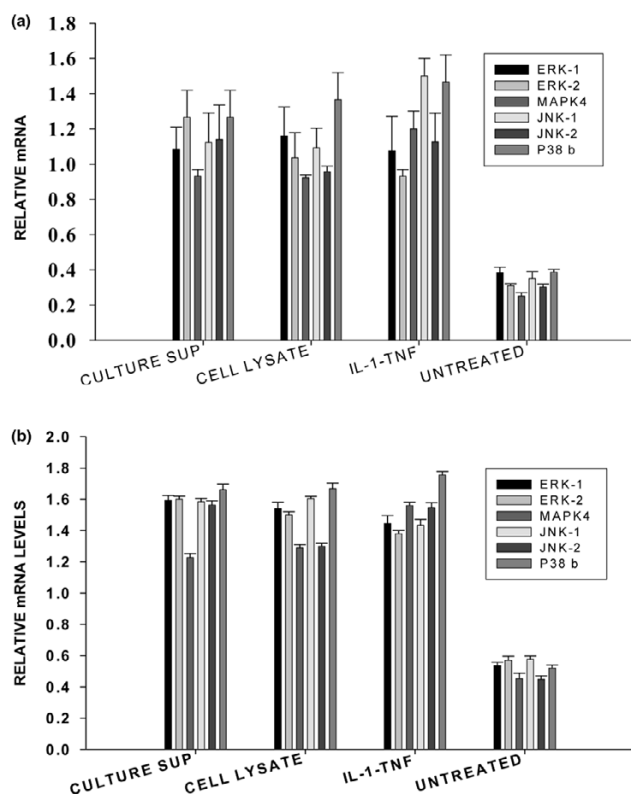 (a)
RELATIVE mRNA
1.8
1.6
1.4
1.2
1.0
0.8
0.6
0.4
0.2
0.0
ERK-1
ERK-2
MAPK4
JNK-1
JNK-2
P38 b
CULTURE SUP
CELL LYSATE
IL-1-TNF
UNTREATED
(b)
RELATIVE mRNA LEVELS
2.0
1.8
1.6
1.4
1.2
1.0
0.8
0.6
0.4
0.2
0.0
ERK-1
ERK-2
MAPK4
JNK-1
JNK-2
P38 b
CULTURE SUP
CELL LYSATE
IL-1-TNF
UNTREATED